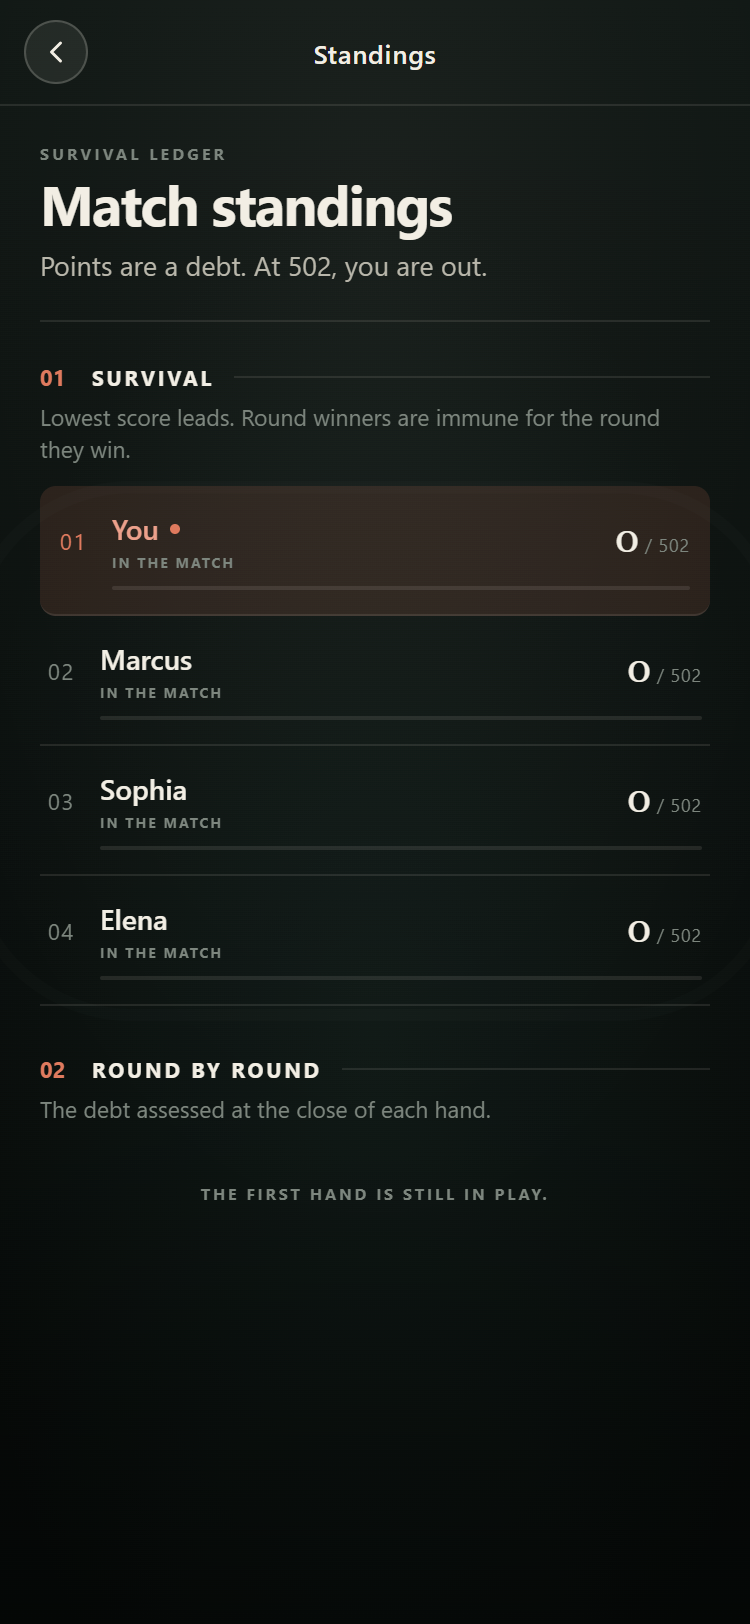 Standings
SURVIVAL LEDGER
Match standings
Points are a debt. At 502, you are out.
01 SURVIVAL
Lowest score leads. Round winners are immune for the round
they win.
01 You
IN THE MATCH
0 / 502
02 Marcus
IN THE MATCH
0 / 502
03 Sophia
IN THE MATCH
0 / 502
04 Elena
IN THE MATCH
0 / 502
02 ROUND BY ROUND
The debt assessed at the close of each hand.
THE FIRST HAND IS STILL IN PLAY.